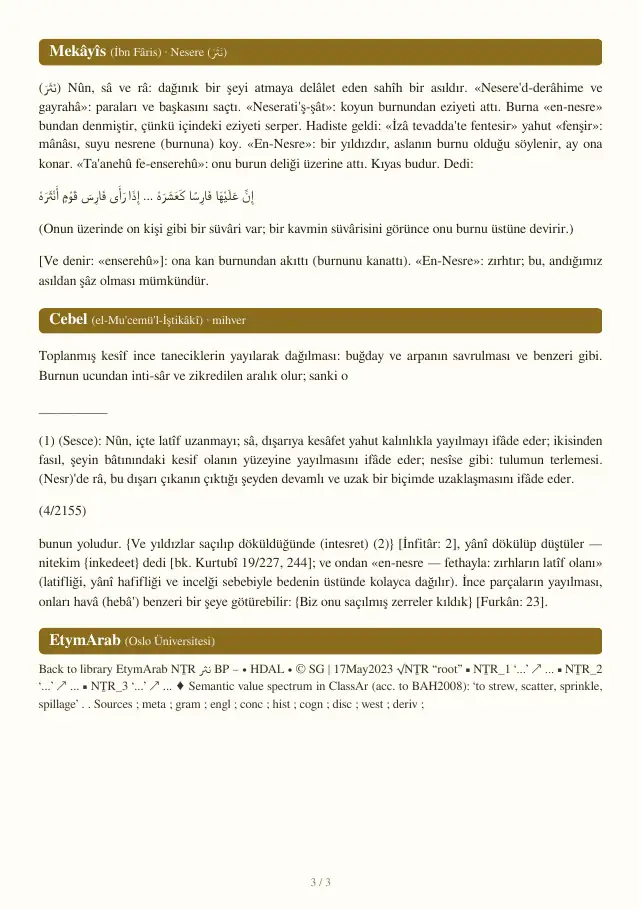 Mekâyîs (İbn Fâris) · Nesere (نَثَرَ)
(نَثَرَ) Nûn, sâ ve râ: dağınık bir şeyi atmaya delâlet eden sahîh bir asıldır. «Nesere'd-derâhime ve
gayrahâ»: paraları ve başkasını saçtı. «Neserati'ş-şât»: koyun burnundan eziyeti attı. Burna «en-nesre»
bundan denmiştir, çünkü içindeki eziyeti serper. Hadiste geldi: «İzâ tevadda'te fentesir» yahut «fenşir»:
mânâsı, suyu nesrene (burnuna) koy. «En-Nesre»: bir yıldızdır, aslanın burnu olduğu söylenir, ay ona
konar. «Ta'anehû fe-enserehû»: onu burun deliği üzerine attı. Kıyas budur. Dedi:
إِنَّ عَلَيْهَا فَارِسًا كَعَشَرَهْ ... إِذَا رَأَى فَارِسَ قَوْمٍ أَنْثَرَهْ
(Onun üzerinde on kişi gibi bir süvâri var; bir kavmin süvârisini görünce onu burnu üstüne devirir.)
[Ve denir: «enserehû»]: ona kan burnundan akıttı (burnunu kanattı). «En-Nesre»: zırhtır; bu, andığımız
asıldan şâz olması mümkündür.
Cebel (el-Mu'cemü'l-İştikâkî) · mihver
Toplanmış kesîf ince taneciklerin yayılarak dağılması: buğday ve arpanın savrulması ve benzeri gibi.
Burnun ucundan inti-sâr ve zikredilen aralık olur; sanki o
___________
(1) (Sesce): Nûn, içte latîf uzanmayı; sâ, dışarıya kesâfet yahut kalınlıkla yayılmayı ifâde eder; ikisinden
fasıl, şeyin bâtınındaki kesif olanın yüzeyine yayılmasını ifâde eder; nesîse gibi: tulumun terlemesi.
(Nesr)'de râ, bu dışarı çıkanın çıktığı şeyden devamlı ve uzak bir biçimde uzaklaşmasını ifâde eder.
(4/2155)
bunun yoludur. {Ve yıldızlar saçılıp döküldüğünde (intesret) (2)} [İnfitâr: 2], yânî dökülüp düştüler —
nitekim {inkedeet} dedi [bk. Kurtubî 19/227, 244]; ve ondan «en-nesre — fethayla: zırhların latîf olanı»
(latifliği, yânî hafifliği ve incelği sebebiyle bedenin üstünde kolayca dağılır). İnce parçaların yayılması,
onları havâ (hebâ') benzeri bir şeye götürebilir: {Biz onu saçılmış zerreler kıldık} [Furkân: 23].
EtymArab (Oslo Üniversitesi)
Back to library EtymArab NṮR نثر BP – • HDAL • © SG | 17May2023 √NṮR “root” ▪ NṮR_1 ‘...’ ↗ ... ▪ NṮR_2
‘...’ ↗ ... ▪ NṮR_3 ‘...’ ↗ ... ♦ Semantic value spectrum in ClassAr (acc. to BAH2008): ‘to strew, scatter, sprinkle,
spillage’ . . Sources ; meta ; gram ; engl ; conc ; hist ; cogn ; disc ; west ; deriv ;
3 / 3